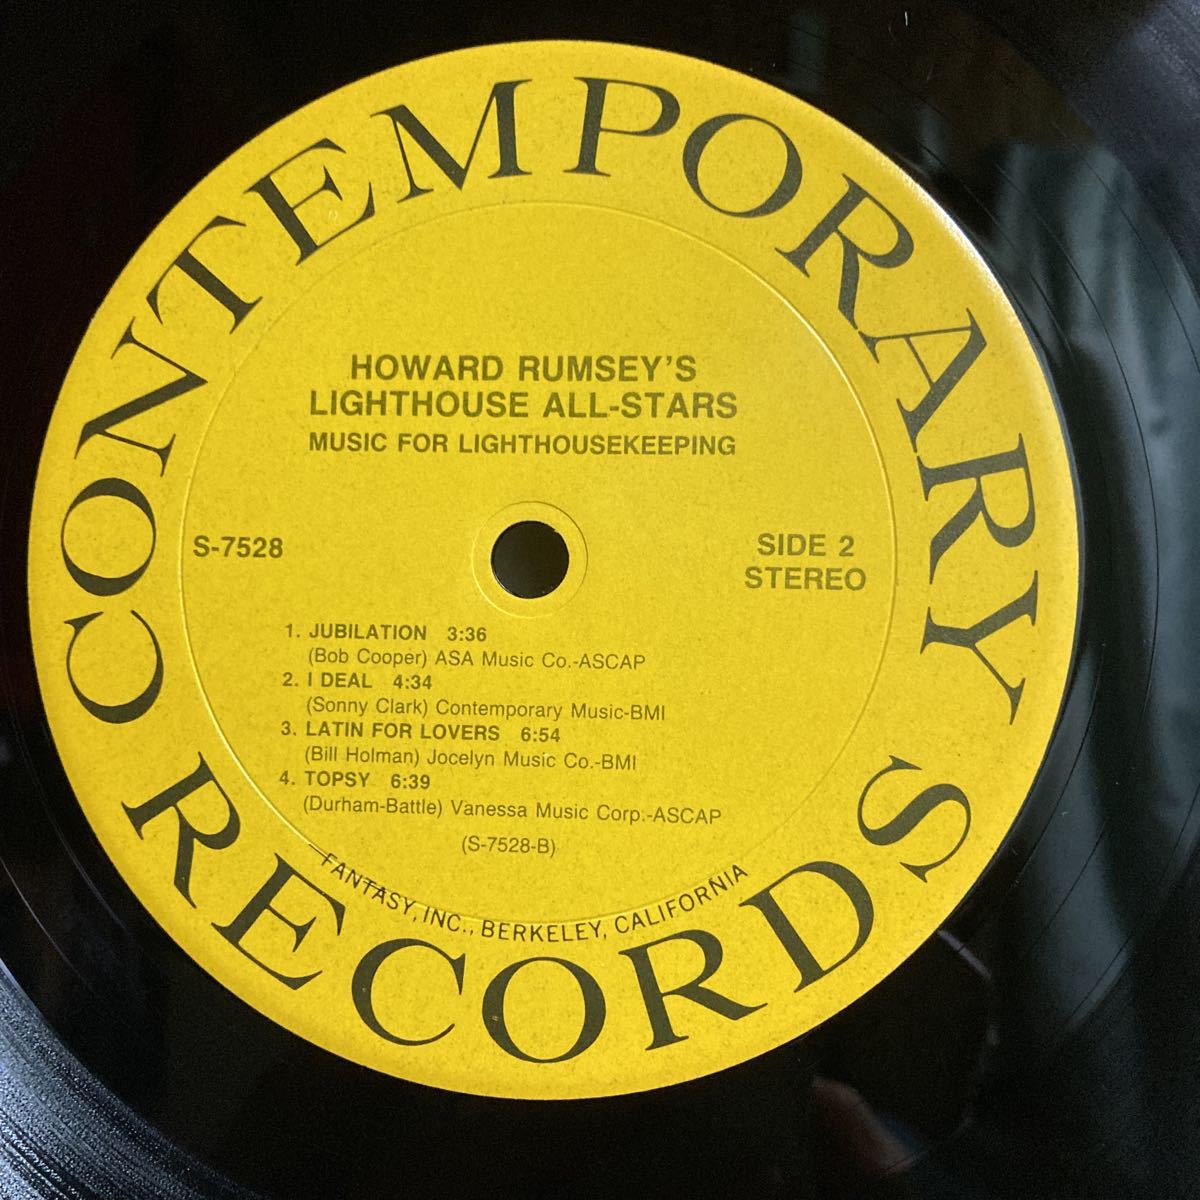 CONTEMPORARY
HOWARD RUMSEY'S
LIGHTHOUSE ALL-STARS
MUSIC FOR LIGHTHOUSEKEEPING
S-7528
SIDE 2
STEREO
1. JUBILATION 3:36
(Bob Cooper) ASA Music Co.-ASCAP
2. I DEAL 4:34
(Sonny Clark) Contemporary Music-BMI
3. LATIN FOR LOVERS 6:54
(Bill Holman) Jocelyn Music Co.-BMI
4. TOPSY 6:39
(Durham-Battle) Vanessa Music Corp.-ASCAP
(S-7528-B)
FANTASY, INC., BERKELEY, CALIFORNIA
RECORDS